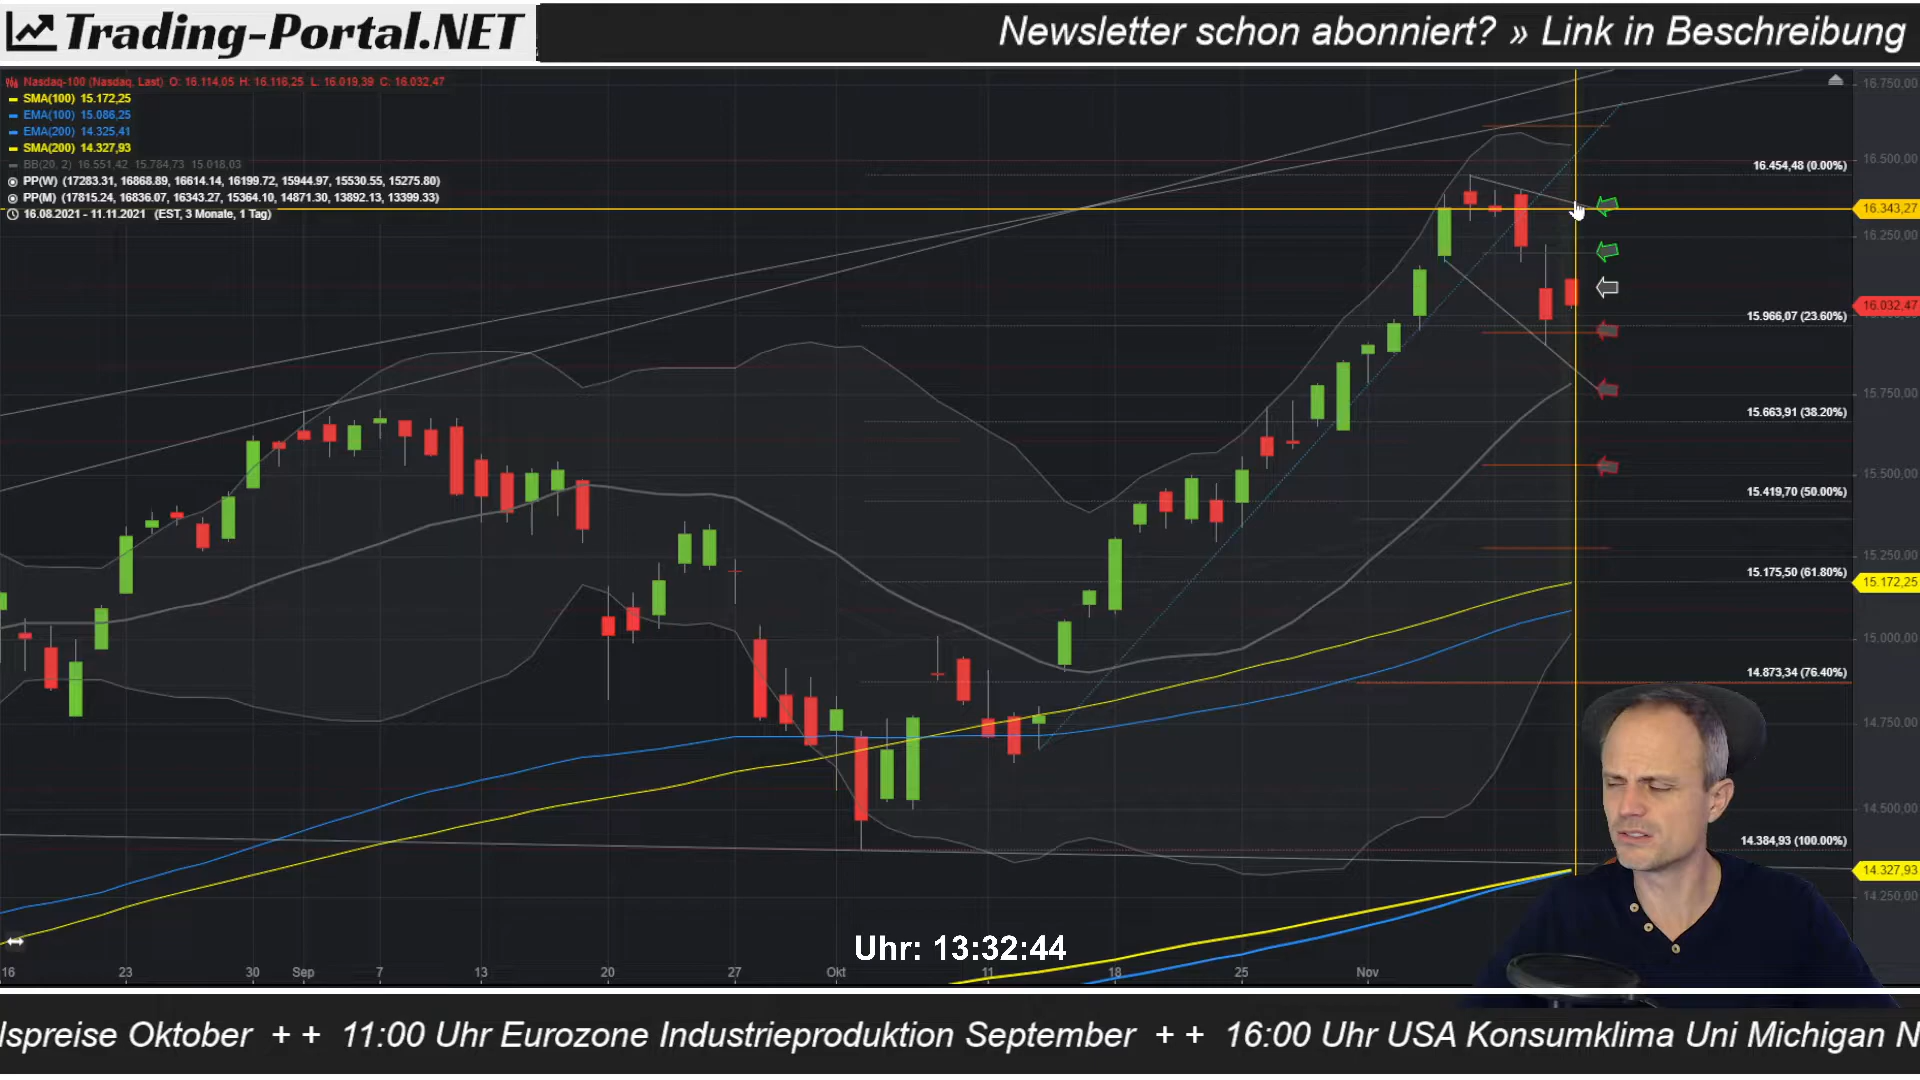 Trading-Portal.NET
Newsletter schon abonniert? » Link in Beschreibung
Nasdaq-100 (Nasdaq, Last) O: 16.114,05 H: 16.116,25 L: 16.019,39 C: 16.032,47
SMA(100) 15.172,25
EMA(100) 15.086,25
EMA(200) 14.325,41
SMA(200) 14.327,93
BB(20, 2) 16.551,42 15.784,73 15.018,03
PP(W) (17283.31, 16868.89, 16614.14, 16199.72, 15944.97, 15530.55, 15275.80)
PP(M) (17815.24, 16836.07, 16343.27, 15364.10, 14871.30, 13892.13, 13399.33)
16.08.2021 - 11.11.2021 (EST, 3 Monate, 1 Tag)
16.750,00
16.500,00
16.454,48 (0.00%)
16.343,27
16.250,00
16.032,47
15.966,07 (23.60%)
15.750,00
15.663,91 (38.20%)
15.500,00
15.419,70 (50.00%)
15.250,00
15.175,50 (61.80%)
15.172,25
15.000,00
14.873,34 (76.40%)
14.750,00
14.500,00
14.384,93 (100.00%)
14.327,93
14.250,00
Uhr: 13:32:44
16 23 30 Sep 7 13 20 27 Okt 11 18 25 Nov
lspreise Oktober ++ 11:00 Uhr Eurozone Industrieproduktion September ++ 16:00 Uhr USA Konsumklima Uni Michigan N